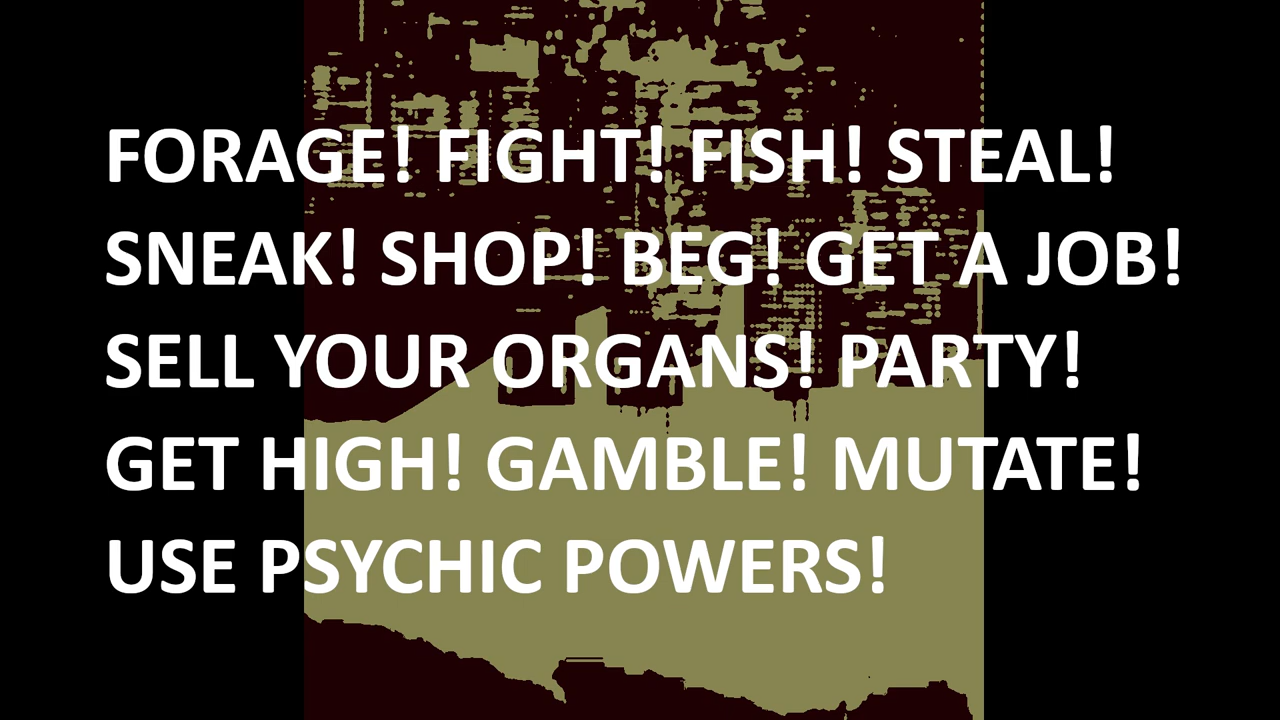 FORAGE! FIGHT! FISH! STEAL!
SNEAK! SHOP! BEG! GET A JOB!
SELL YOUR ORGANS! PARTY!
GET HIGH! GAMBLE! MUTATE!
USE PSYCHIC POWERS!